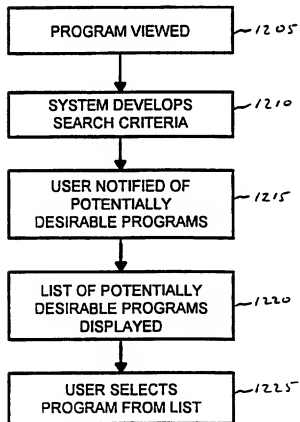 PROGRAM VIEWED
1205
SYSTEM DEVELOPS
SEARCH CRITERIA
1210
USER NOTIFIED OF
POTENTIALLY
DESIRABLE PROGRAMS
1215
LIST OF POTENTIALLY
DESIRABLE PROGRAMS
DISPLAYED
1220
USER SELECTS
PROGRAM FROM LIST
1225